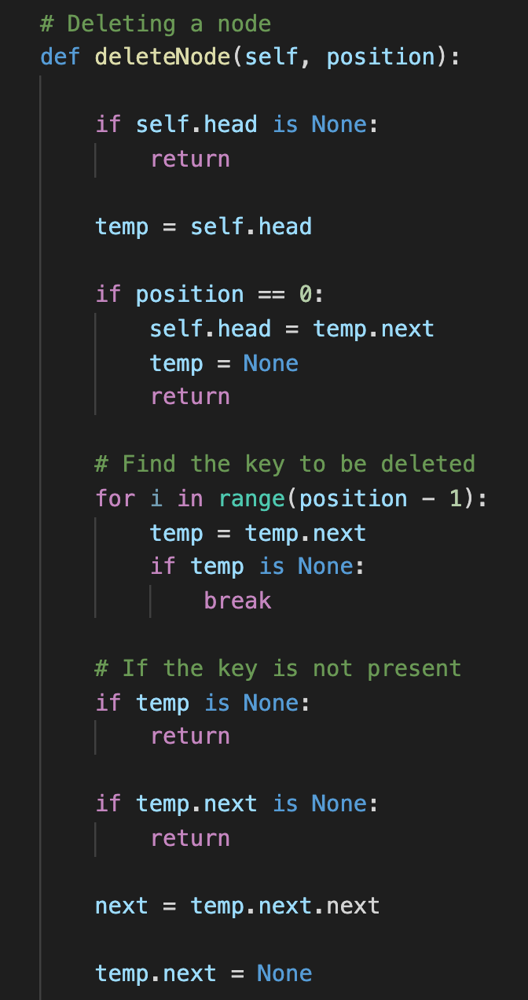 # Deleting a node
def deleteNode(self, position):
if self.head is None:
return
temp = self.head
if position == 0:
self.head = temp.next
temp = None
return
# Find the key to be deleted
for i in range(position - 1):
temp = temp.next
if temp is None:
break
# If the key is not present
if temp is None:
return
if temp.next is None:
return
next = temp.next.next
temp.next = None